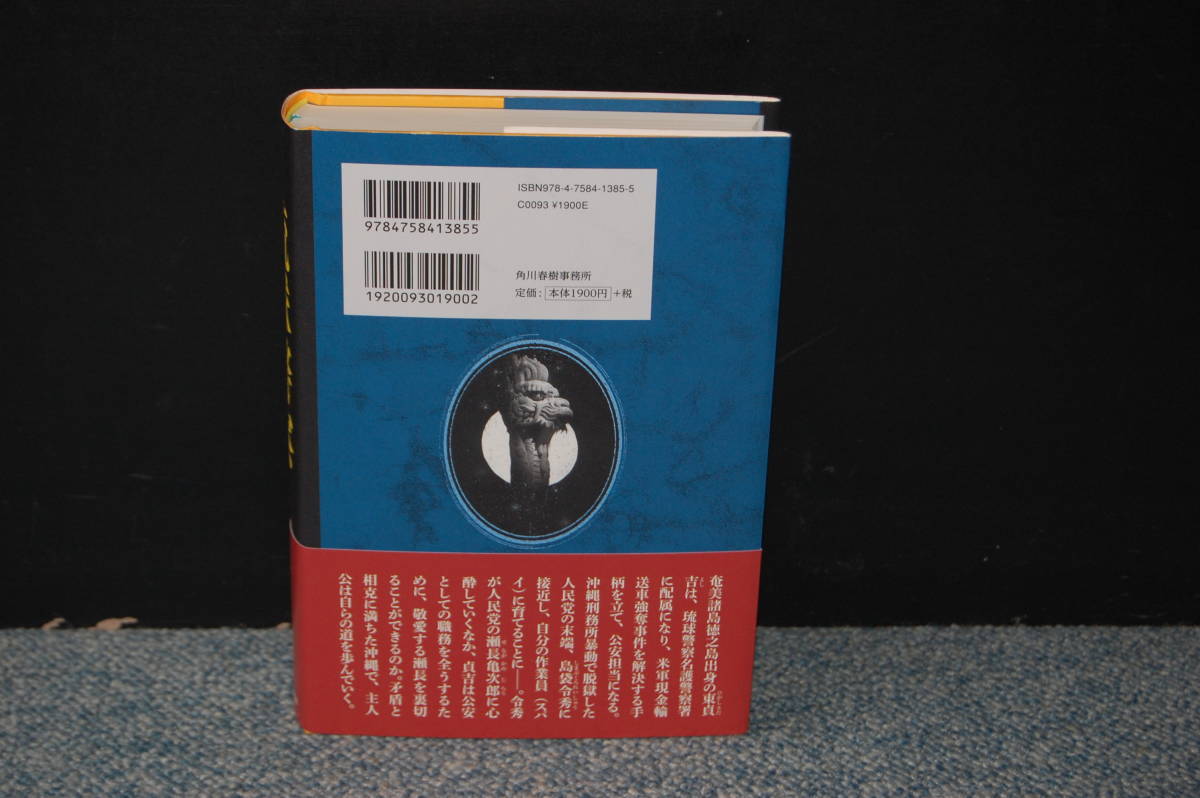 ISBN978-4-7584-1385-5
C0093 ¥1900E
9784758413855
1920093019002
角川春樹事務所
定価：本体1900円＋税
奄美諸島徳之島出身の東貞
吉は、琉球警察名護警察署
に配属になり、米軍現金輸
送車強奪事件を解決する手
柄を立て、公安担当になる。
沖縄刑務所暴動で脱獄した
人民党の末端、島袋令秀に
接近し、自分の作業員（スパ
イ）に育てることに――。令秀
が人民党の瀬長亀次郎に心
酔していくなか、貞吉は公安
としての職務を全うするた
めに、敬愛する瀬長を裏切
ることができるのか。矛盾と
相克に満ちた沖縄で、主人
公は自らの道を歩んでいく。